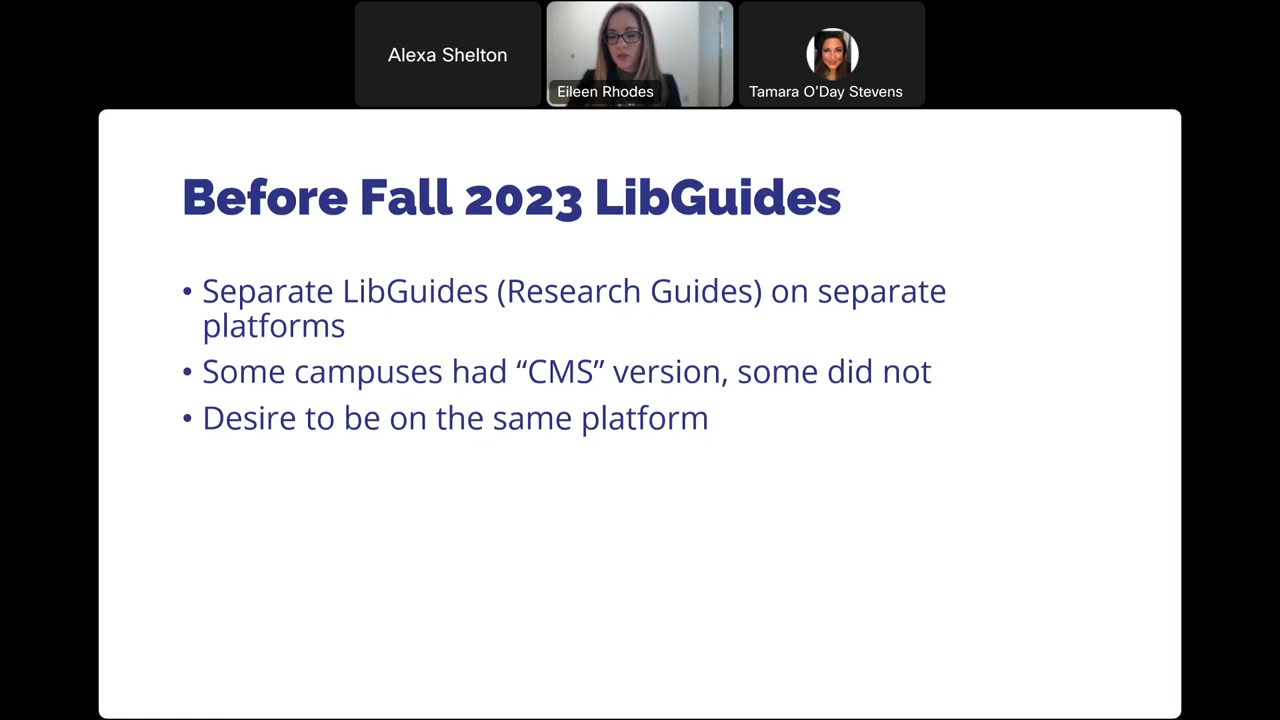 Alexa Shelton
Eileen Rhodes
Tamara O'Day Stevens
Before Fall 2023 LibGuides
• Separate LibGuides (Research Guides) on separate
platforms
• Some campuses had “CMS” version, some did not
• Desire to be on the same platform